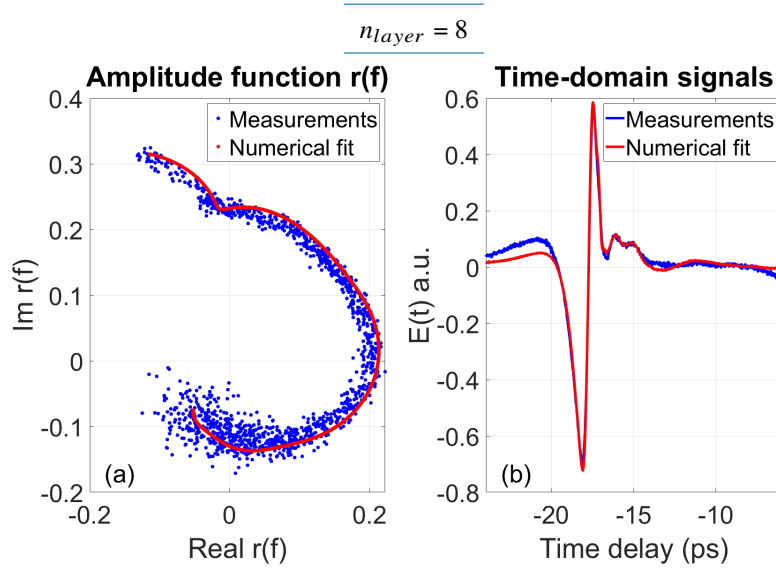 n_layer = 8
Amplitude function r(f)
Measurements
Numerical fit
0.4
0.3
0.2
0.1
0
-0.1
-0.2
Im r(f)
(a)
-0.2
0
0.2
Real r(f)
Time-domain signals
Measurements
Numerical fit
0.6
0.4
0.2
0
-0.2
-0.4
-0.6
-0.8
E(t) a.u.
(b)
-20
-15
-10
Time delay (ps)